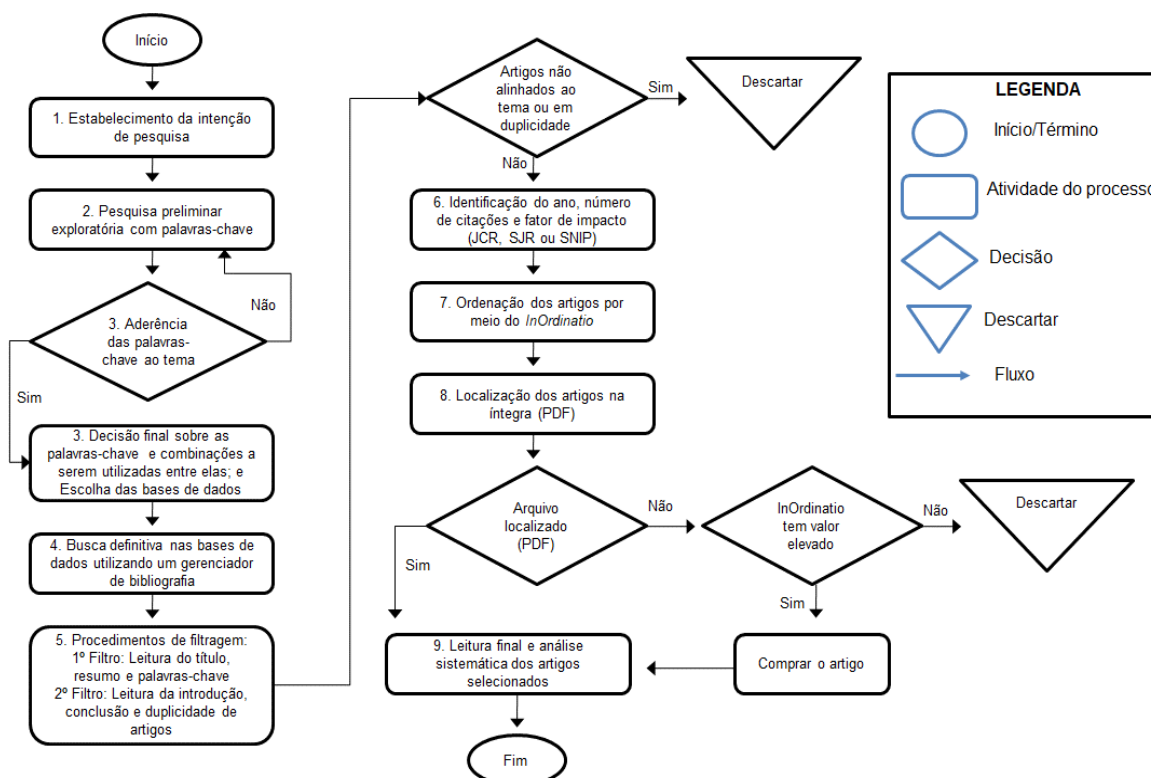 Início
1. Estabelecimento da intenção
de pesquisa
2. Pesquisa preliminar
exploratória com palavras-chave
3. Aderência
das palavras-
chave ao tema
Não
Sim
3. Decisão final sobre as
palavras-chave e combinações a
serem utilizadas entre elas; e
Escolha das bases de dados
4. Busca definitiva nas bases de
dados utilizando um gerenciador
de bibliografia
5. Procedimentos de filtragem:
1º Filtro: Leitura do título,
resumo e palavras-chave
2º Filtro: Leitura da introdução,
conclusão e duplicidade de
artigos
Artigos não
alinhados ao
tema ou em
duplicidade
Sim
Descartar
Não
6. Identificação do ano, número
de citações e fator de impacto
(JCR, SJR ou SNIP)
7. Ordenação dos artigos por
meio do InOrdinatio
8. Localização dos artigos na
íntegra (PDF)
Arquivo
localizado
(PDF)
Não
InOrdinatio
tem valor
elevado
Não
Descartar
Sim
Sim
9. Leitura final e análise
sistemática dos artigos
selecionados
Comprar o artigo
Fim
LEGENDA
Início/Término
Atividade do processo
Decisão
Descartar
Fluxo